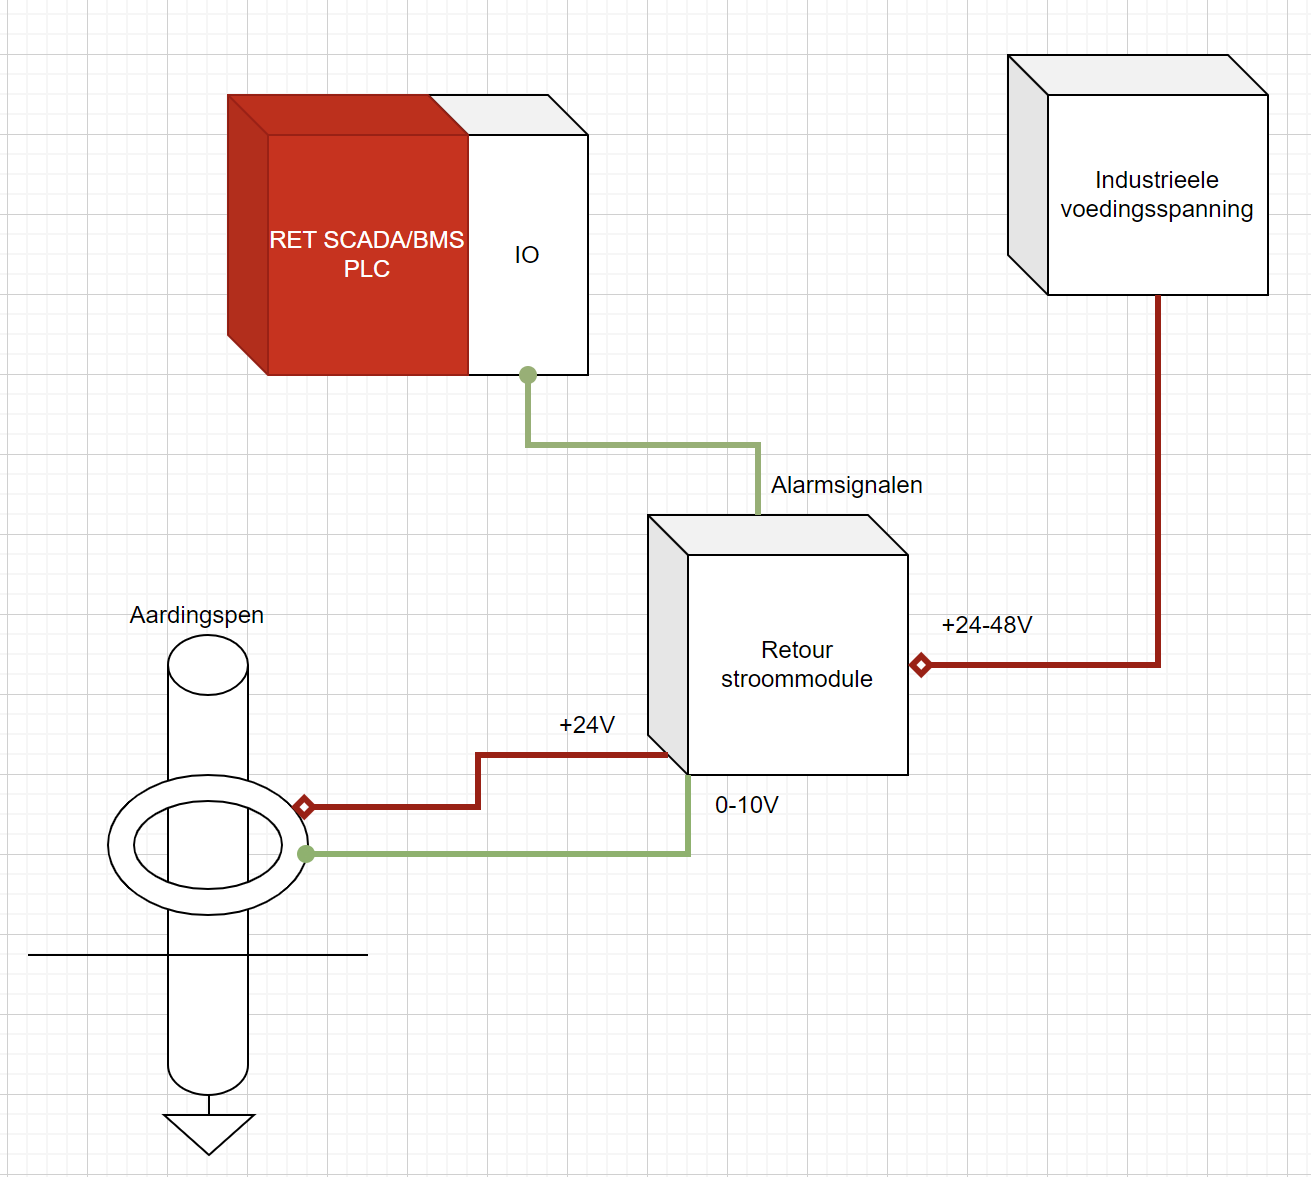 Industrieele
voedingsspanning
RET SCADA/BMS
PLC
IO
Alarmsignalen
Aardingspen
+24-48V
Retour
stroommodule
+24V
0-10V